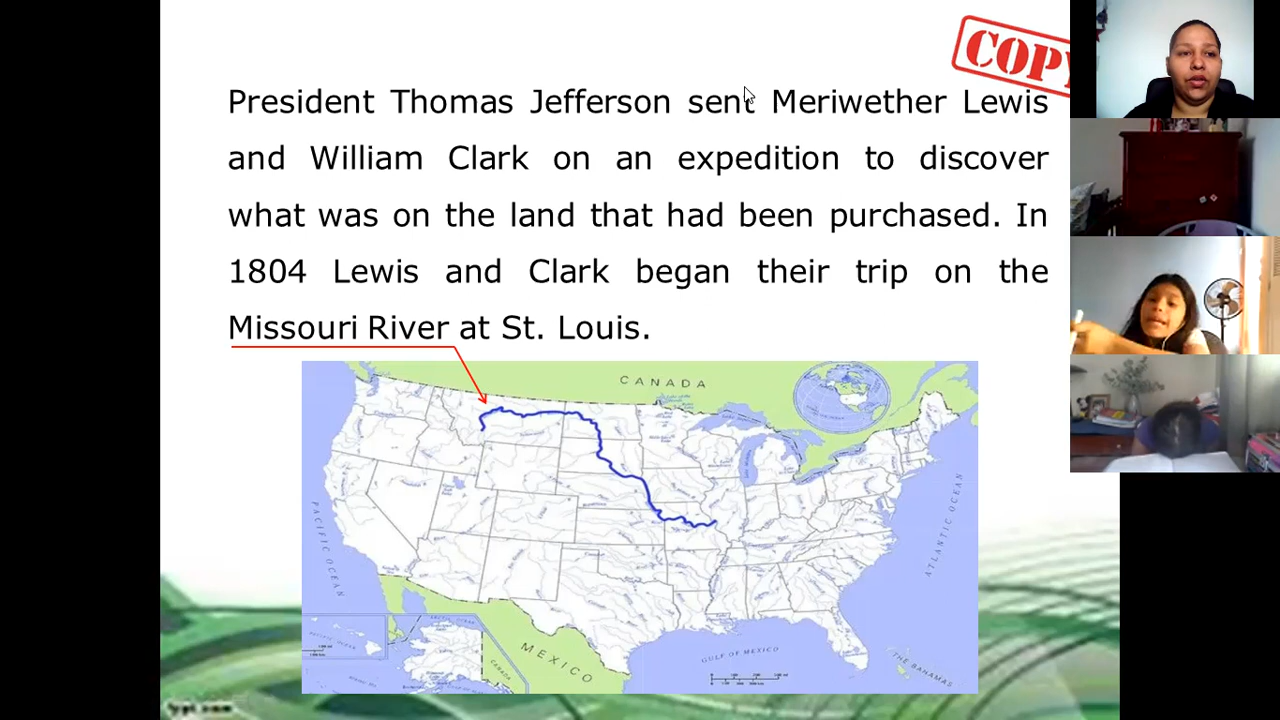 COPY
President Thomas Jefferson sent Meriwether Lewis
and William Clark on an expedition to discover
what was on the land that had been purchased. In
1804 Lewis and Clark began their trip on the
Missouri River at St. Louis.
CANADA
PACIFIC OCEAN
ATLANTIC OCEAN
MEXICO
GULF OF MEXICO
THE BAHAMAS
CANADA